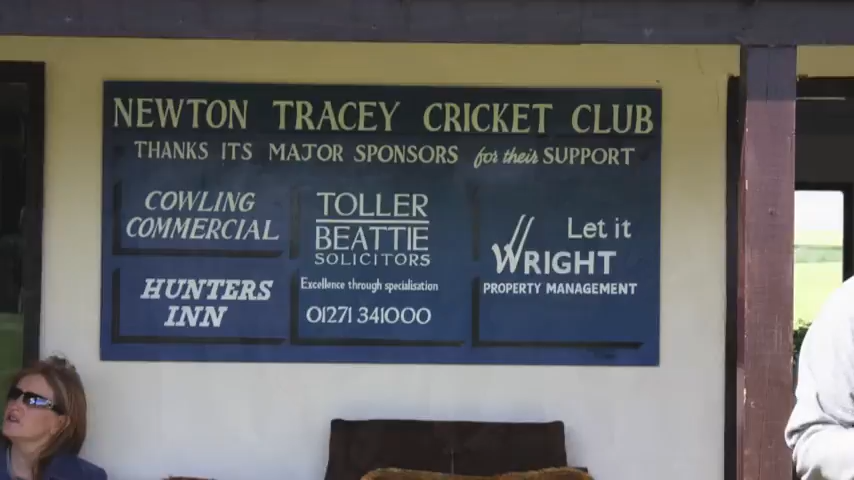 NEWTON TRACEY CRICKET CLUB
THANKS ITS MAJOR SPONSORS for their SUPPORT
COWLING
COMMERCIAL
HUNTERS
INN
TOLLER
BEATTIE
SOLICITORS
Excellence through specialisation
01271 341000
Let it
WRIGHT
PROPERTY MANAGEMENT